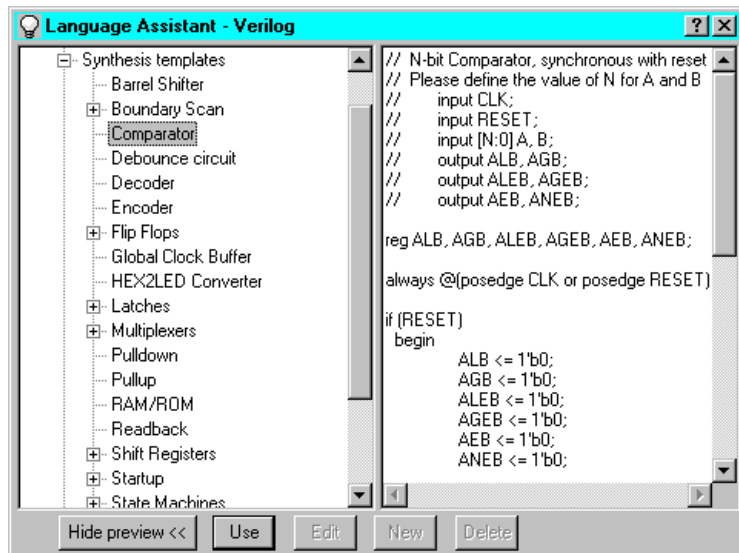 Language Assistant - Verilog
Synthesis templates
Barrel Shifter
Boundary Scan
Comparator
Debounce circuit
Decoder
Encoder
Flip Flops
Global Clock Buffer
HEX2LED Converter
Latches
Multiplexers
Pulldown
Pullup
RAM/ROM
Readback
Shift Registers
Startup
State Machines
// N-bit Comparator, synchronous with reset
// Please define the value of N for A and B
// input CLK;
// input RESET;
// input [N:0] A, B;
// output ALB, AGB;
// output ALEB, AGEB;
// output AEB, ANEB;
reg ALB, AGB, ALEB, AGEB, AEB, ANEB;
always @(posedge CLK or posedge RESET)
if (RESET)
begin
ALB <= 1'b0;
AGB <= 1'b0;
ALEB <= 1'b0;
AGEB <= 1'b0;
AEB <= 1'b0;
ANEB <= 1'b0;
Hide preview << Use Edit New Delete